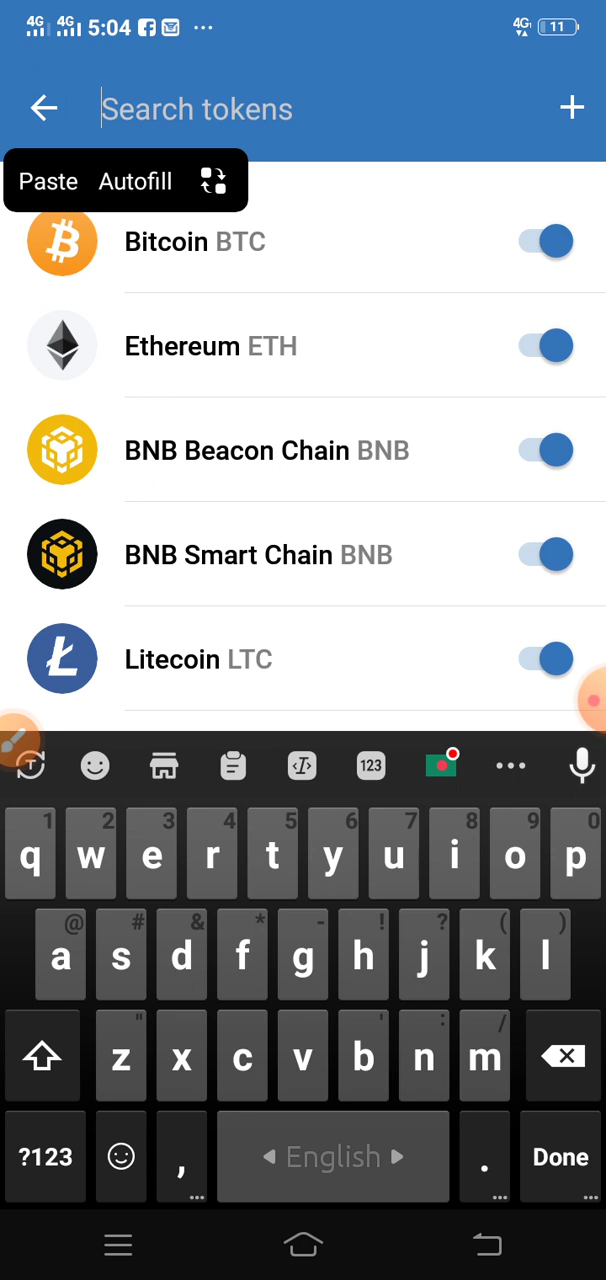 4G 4G 5:04 ... 4G 11
Search tokens
Paste Autofill
Bitcoin BTC
Ethereum ETH
BNB Beacon Chain BNB
BNB Smart Chain BNB
Litecoin LTC
T 123
1 2 3 4 5 6 7 8 9 0
q w e r t y u i o p
@ # & * - ! ? ( )
a s d f g h j k l
" ' : /
z x c v b n m
?123 , English . Done